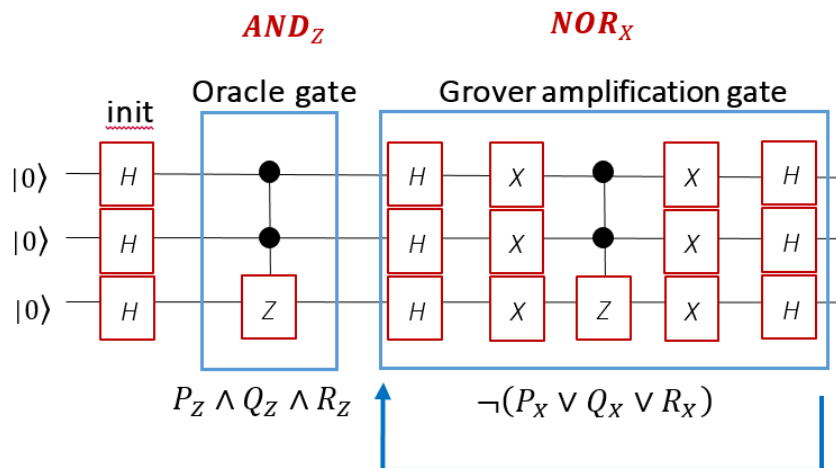 AND_Z NOR_X
Oracle gate Grover amplification gate
init
|0⟩ H H X X H
|0⟩ H H X X H
|0⟩ H Z H X Z X H
P_Z ∧ Q_Z ∧ R_Z ¬(P_X ∨ Q_X ∨ R_X)